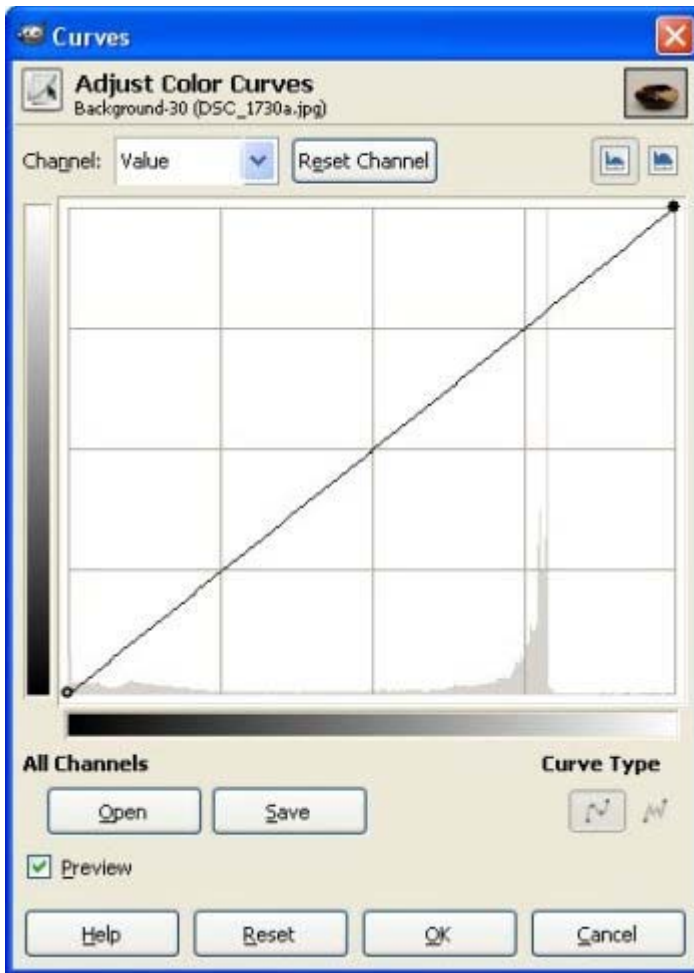 Curves
Adjust Color Curves
Background-30 (DSC_1730a.jpg)
Channel: Value Reset Channel
All Channels Curve Type
Open Save
Preview
Help Reset OK Cancel